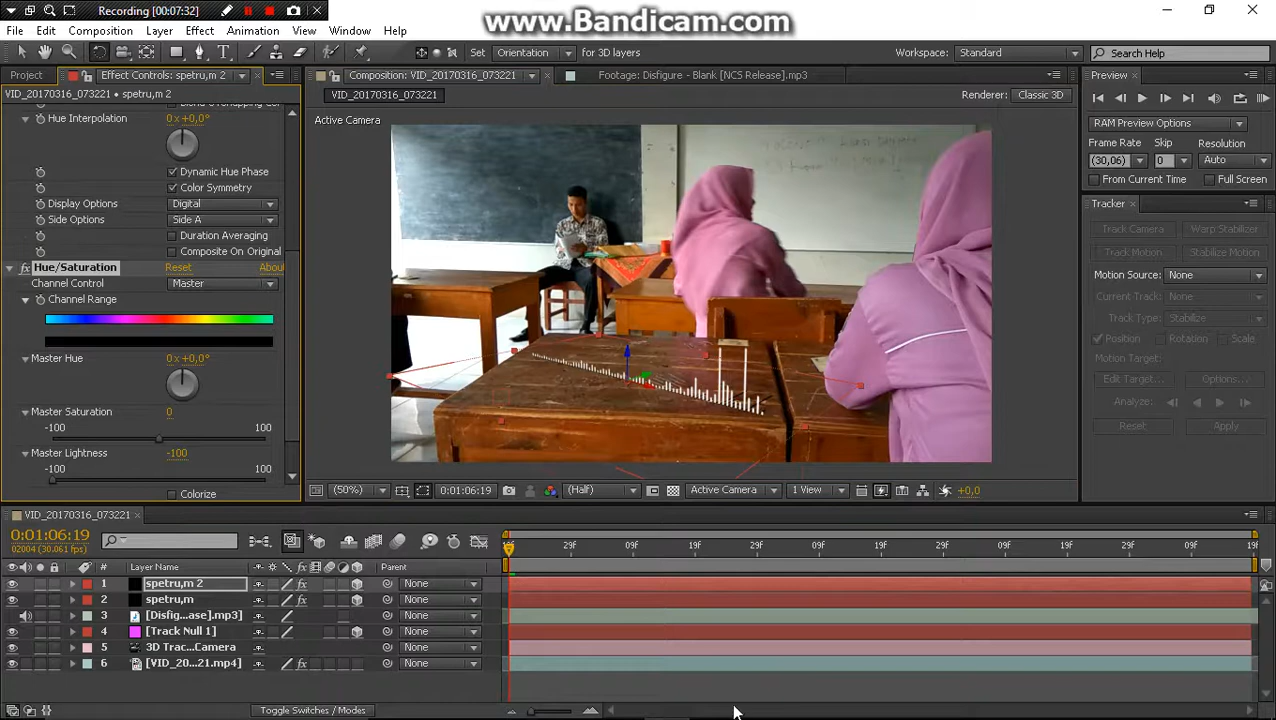 Recording [00:07:32]
www.Bandicam.com
File Edit Composition Layer Effect Animation View Window Help
Set Orientation for 3D layers Workspace: Standard Search Help
Project Effect Controls: spetru,m 2 Composition: VID_20170316_073221 Footage: Disfigure - Blank [NCS Release].mp3 Preview
VID_20170316_073221 • spetru,m 2 VID_20170316_073221 Renderer: Classic 3D
Hue Interpolation 0 x +0,0°
Active Camera
Dynamic Hue Phase
Color Symmetry
Display Options Digital
Side Options Side A
Duration Averaging
Composite On Original
Hue/Saturation Reset About
Channel Control: Master
Channel Range
Master Hue 0 x +0,0°
Master Saturation 0
-100 100
Master Lightness -100
-100 100
Colorize
RAM Preview Options
Frame Rate Skip Resolution
(30,06) 0 Auto
From Current Time Full Screen
Tracker
Track Camera Warp Stabilizer
Track Motion Stabilize Motion
Motion Source: None
Current Track: None
Track Type: Stabilize
Position Rotation Scale
Motion Target:
Edit Target... Options...
Analyze:
Reset Apply
(50%) 0:01:06:19 (Half) Active Camera 1 View +0,0
VID_20170316_073221
0:01:06:19
02004 (30.061 fps)
29f 09f 19f 29f 09f 19f 29f 09f 19f 29f 09f 19f
# Layer Name Parent
1 spetru,m 2 None
2 spetru,m None
3 [Disfig...ase].mp3 None
4 [Track Null 1] None
5 3D Trac...Camera None
6 [VID_20...21.mp4] None
Toggle Switches / Modes